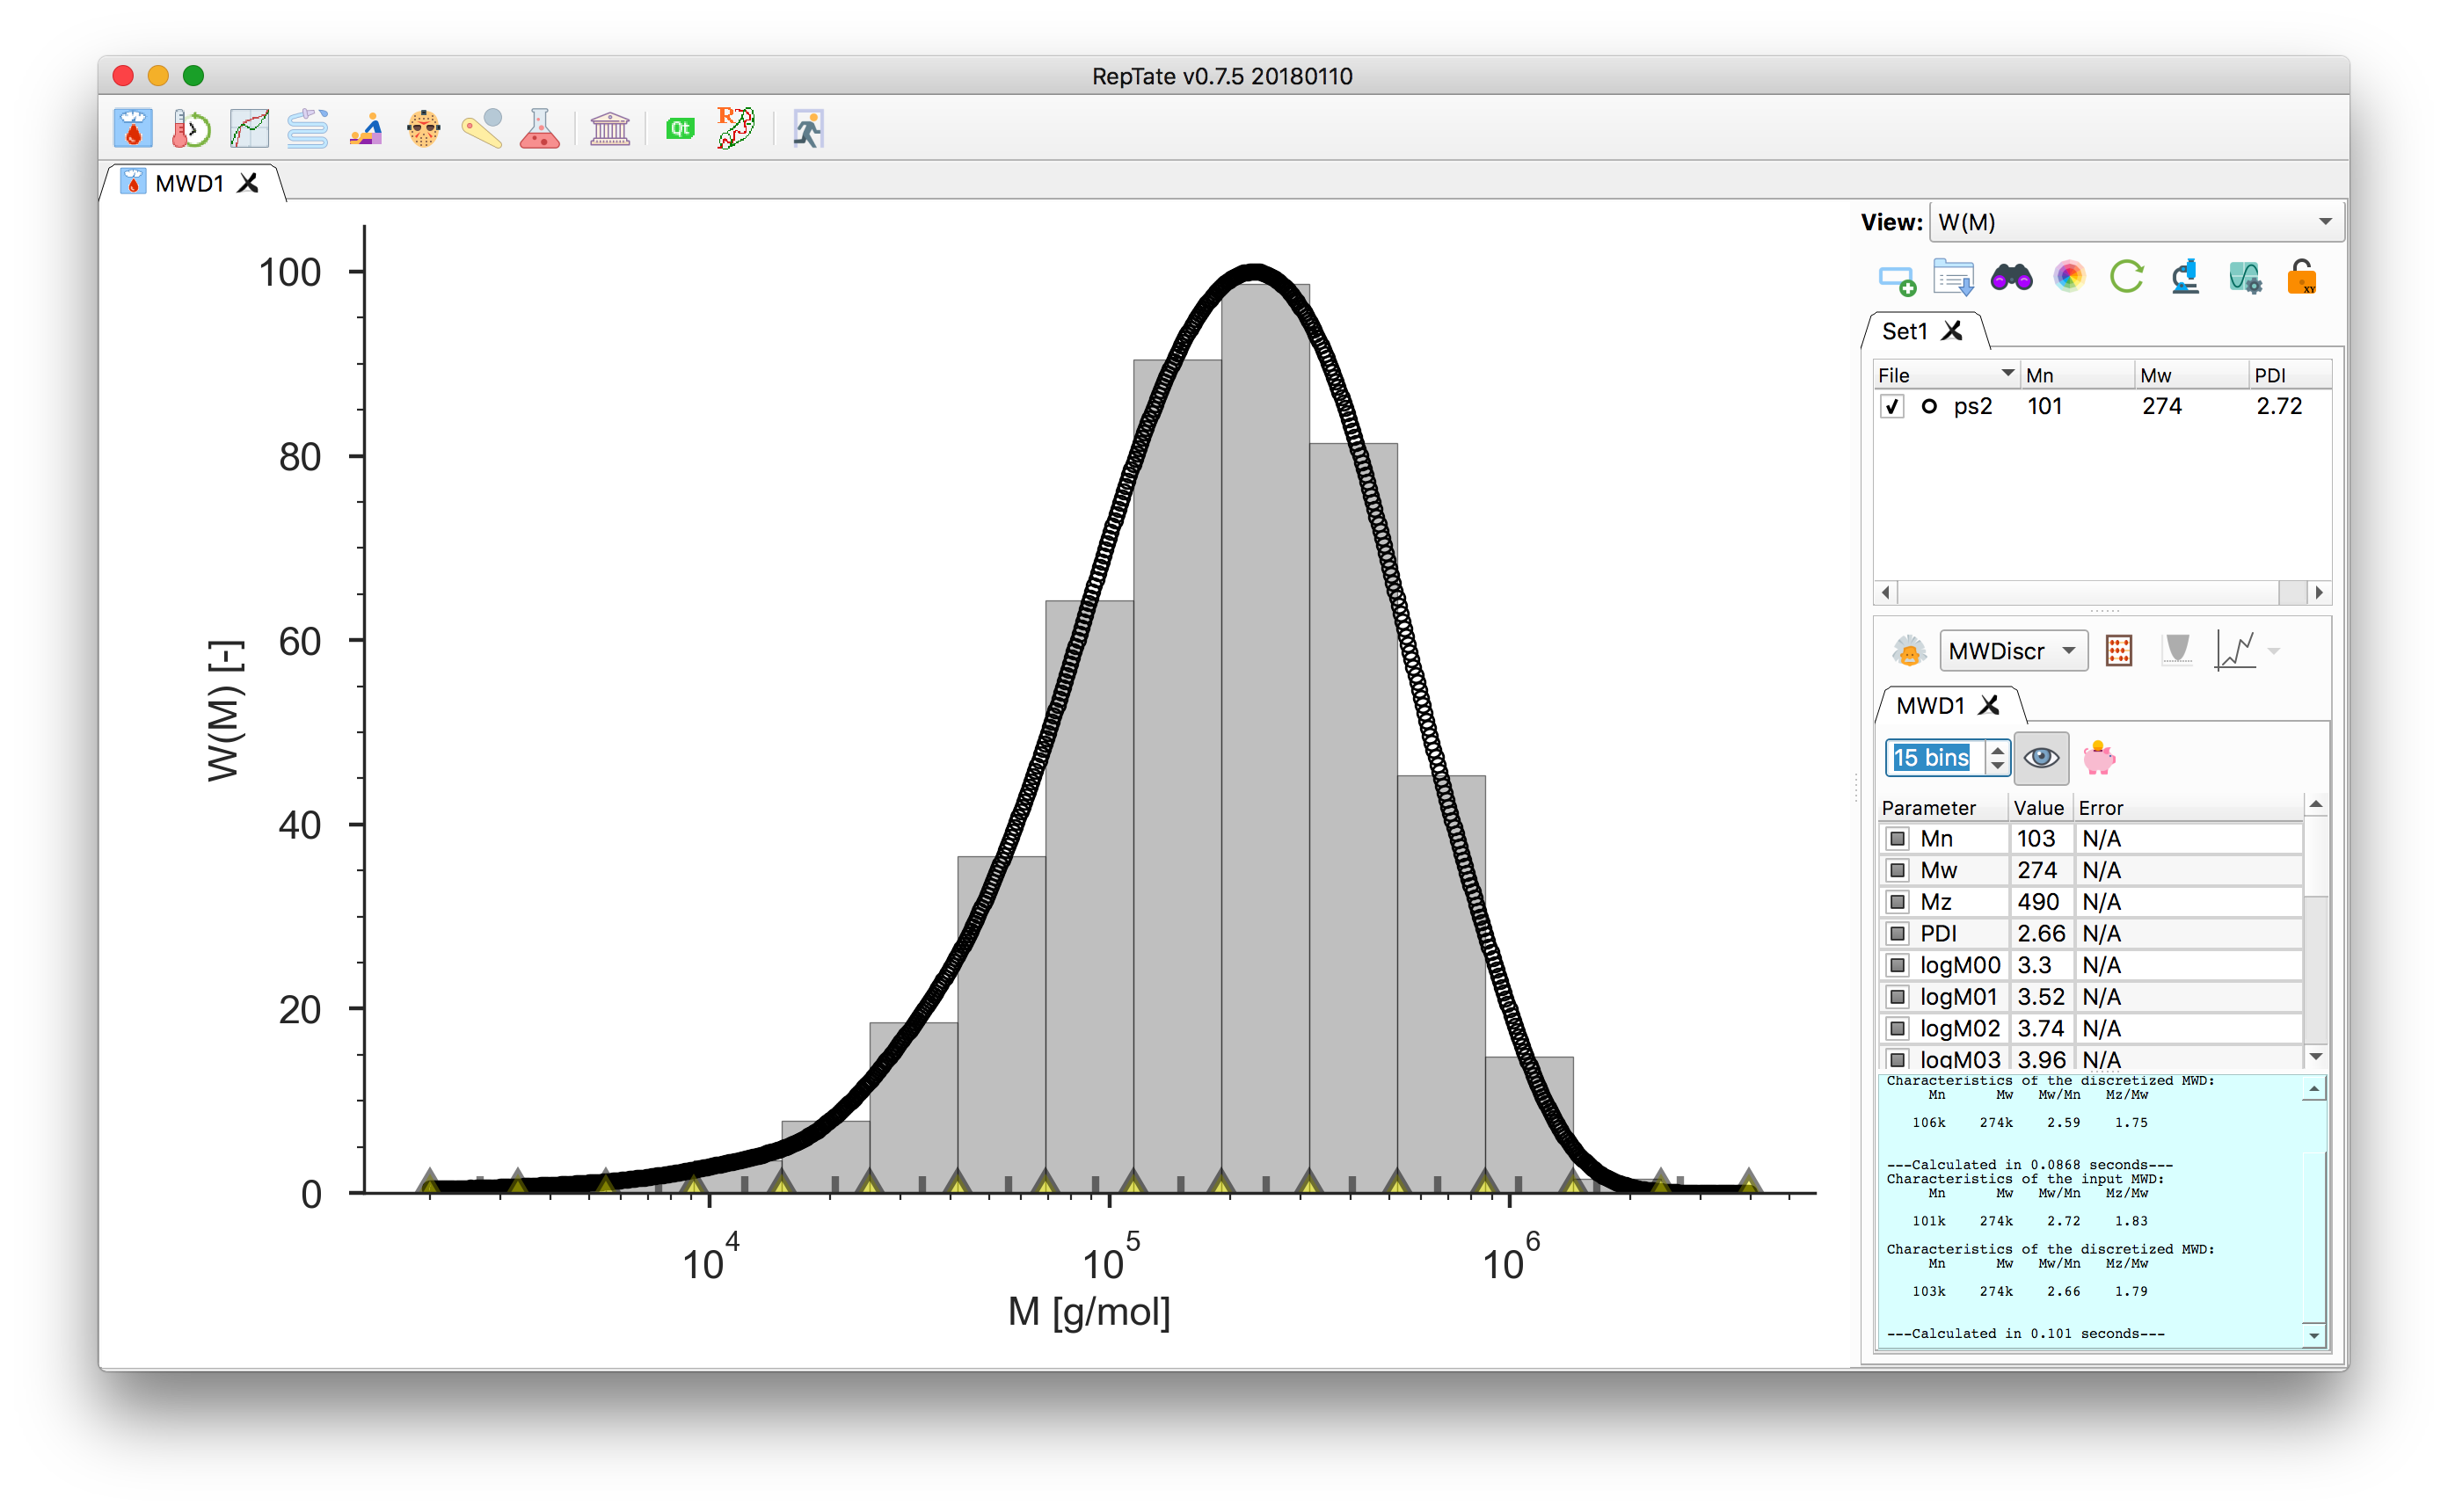 RepTate v0.7.5 20180110
Qt
R
MWD1
View: W(M)
XY
Set1
File Mn Mw PDI
ps2 101 274 2.72
MWDiscr
MWD1
15 bins
Parameter Value Error
Mn 103 N/A
Mw 274 N/A
Mz 490 N/A
PDI 2.66 N/A
logM00 3.3 N/A
logM01 3.52 N/A
logM02 3.74 N/A
logM03 3.96 N/A
Characteristics of the discretized MWD:
Mn Mw Mw/Mn Mz/Mw
106k 274k 2.59 1.75
---Calculated in 0.0868 seconds---
Characteristics of the input MWD:
Mn Mw Mw/Mn Mz/Mw
101k 274k 2.72 1.83
Characteristics of the discretized MWD:
Mn Mw Mw/Mn Mz/Mw
103k 274k 2.66 1.79
---Calculated in 0.101 seconds---
W(M) [-]
100
80
60
40
20
0
10^4 10^5 10^6
M [g/mol]